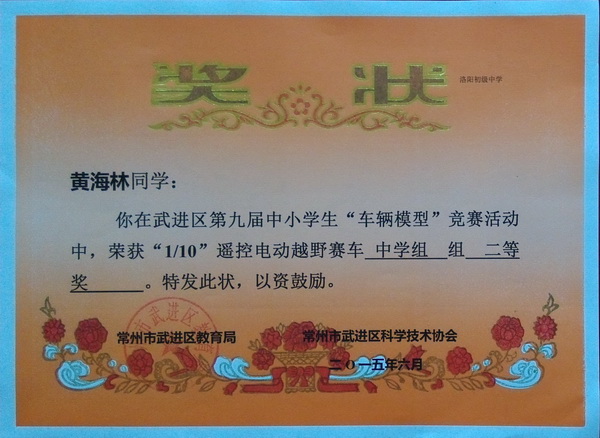 奖 状
洛阳初级中学
黄海林同学：
你在武进区第九届中小学生“车辆模型”竞赛活动
中，荣获“1/10”遥控电动越野赛车 中学组 组 二等
奖 。特发此状，以资鼓励。
常州市武进区教育局 常州市武进区科学技术协会
二〇一五年六月